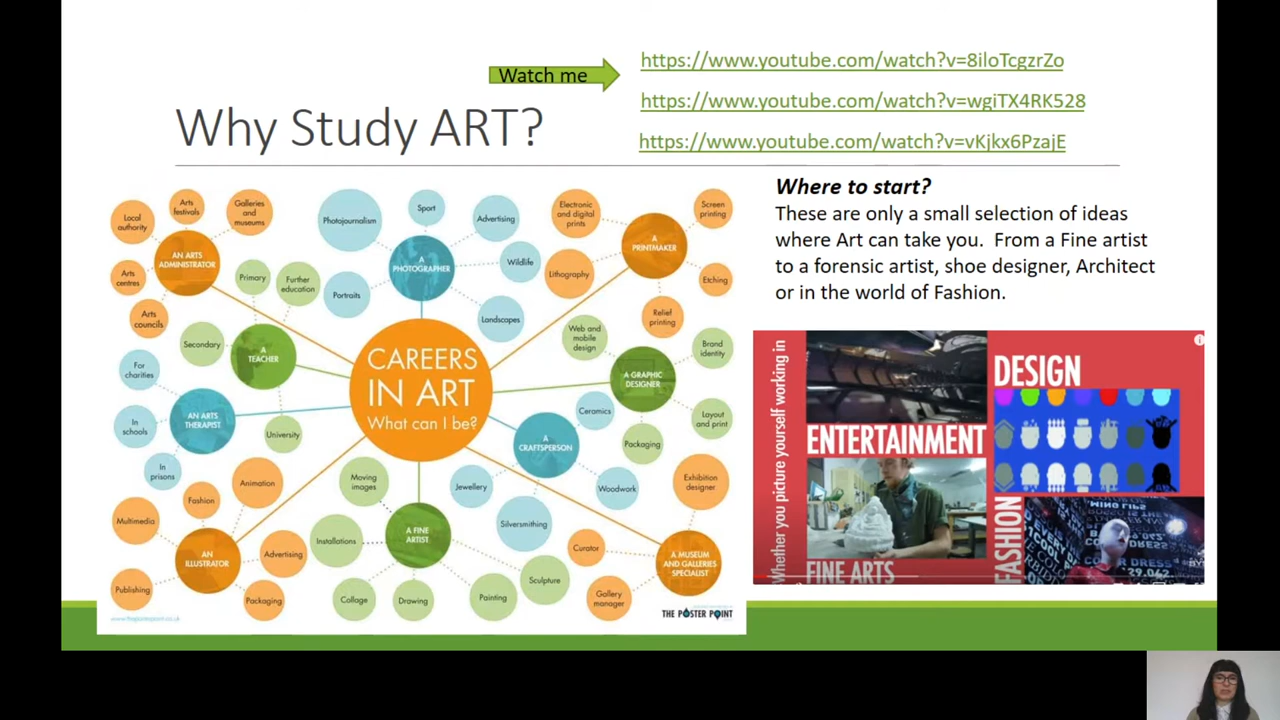 Watch me
https://www.youtube.com/watch?v=8iloTcgzrZo
https://www.youtube.com/watch?v=wgiTX4RK528
https://www.youtube.com/watch?v=vKjkx6PzajE
Why Study ART?
Where to start?
These are only a small selection of ideas
where Art can take you. From a Fine artist
to a forensic artist, shoe designer, Architect
or in the world of Fashion.
CAREERS
IN ART
What can I be?
AN ARTS
ADMINISTRATOR
Local
authority
Arts
festivals
Galleries
and
museums
Arts
centres
Arts
councils
A
TEACHER
Primary
Further
education
Secondary
University
AN ARTS
THERAPIST
For
charities
In
schools
In
prisons
AN
ILLUSTRATOR
Animation
Fashion
Multimedia
Publishing
Advertising
Packaging
A FINE
ARTIST
Moving
images
Installations
Collage
Drawing
Painting
Sculpture
A
CRAFTSPERSON
Ceramics
Jewellery
Silversmithing
Woodwork
A MUSEUM
AND GALLERIES
SPECIALIST
Exhibition
designer
Curator
Gallery
manager
A GRAPHIC
DESIGNER
Web and
mobile
design
Brand
identity
Layout
and print
Packaging
A
PRINTMAKER
Electronic
and digital
prints
Screen
printing
Lithography
Etching
Relief
printing
A
PHOTOGRAPHER
Photojournalism
Sport
Advertising
Wildlife
Portraits
Landscapes
www.theposterpoint.co.uk
THE POSTER POINT
Whether you picture yourself working in
ENTERTAINMENT
FINE ARTS
DESIGN
FASHION
29.042